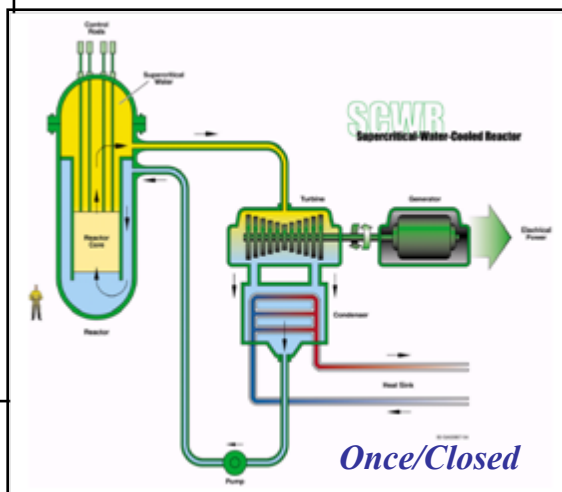 Control
Rods
Supercritical
Water
SCWR
Supercritical-Water-Cooled Reactor
Turbine
Generator
Electrical
Power
Reactor
Core
Reactor
Condenser
Heat Sink
Pump
Once/Closed